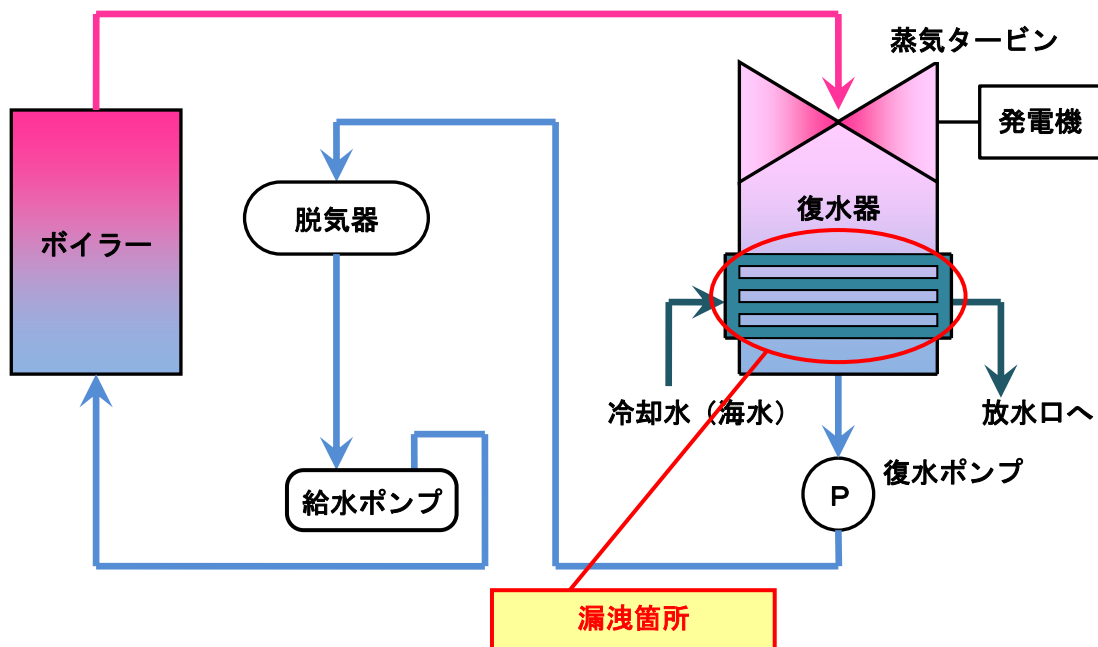 蒸気タービン
発電機
脱気器
復水器
ボイラー
冷却水（海水）
放水口へ
復水ポンプ
P
給水ポンプ
漏洩箇所